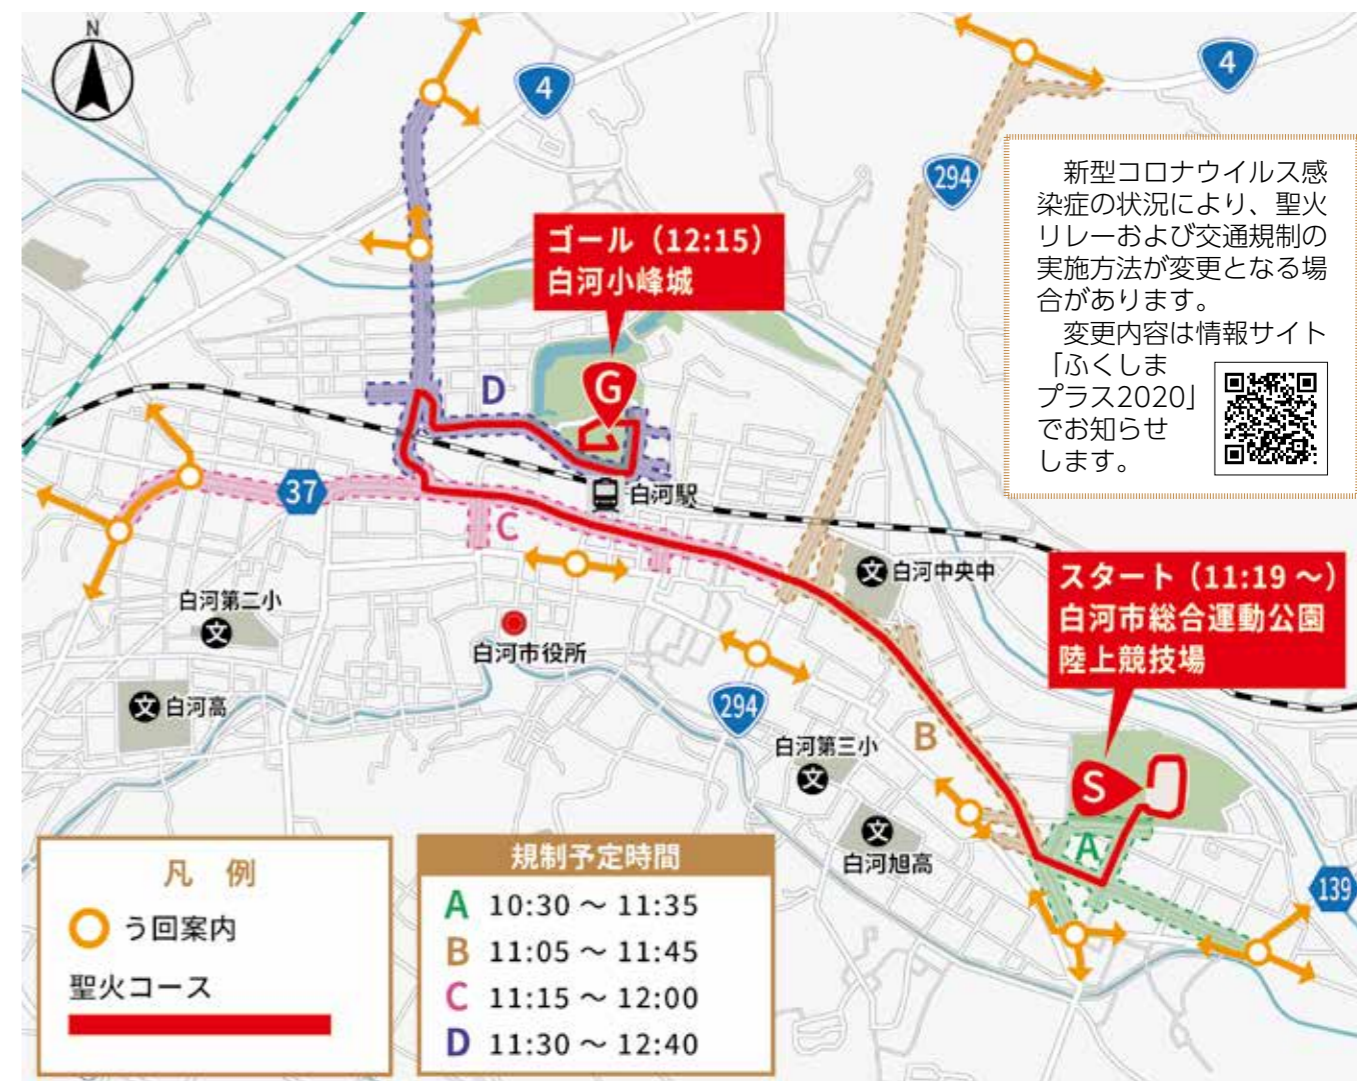 N
4
4
294
新型コロナウイルス感
染症の状況により、聖火
リレーおよび交通規制の
実施方法が変更となる場
合があります。
変更内容は情報サイト
「ふくしま
プラス2020」
でお知らせ
します。
ゴール（12:15）
白河小峰城
G
D
37
白河駅
C
白河中央中
スタート（11:19～）
白河市総合運動公園
陸上競技場
白河第二小
文
白河市役所
文
文
白河高
294
B
白河第三小
文
S
文
白河旭高
A
139
凡 例
う回案内
聖火コース
規制予定時間
A 10:30 ～ 11:35
B 11:05 ～ 11:45
C 11:15 ～ 12:00
D 11:30 ～ 12:40